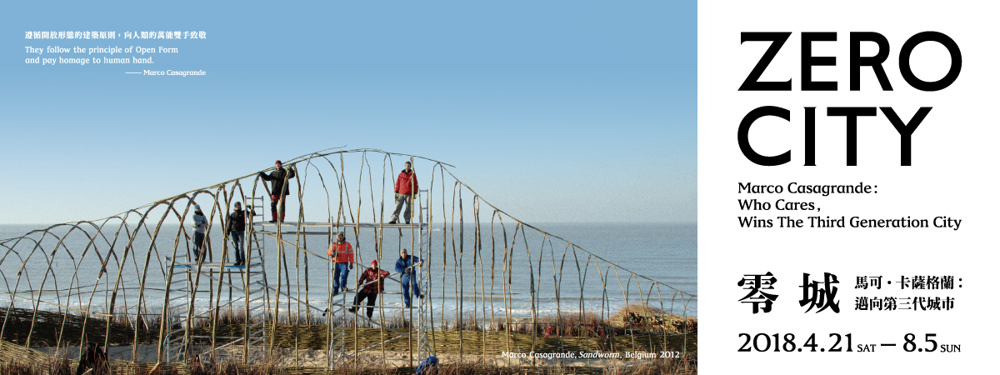 遵循開放形態的建築原則，向人類的萬能雙手致敬
They follow the principle of Open Form
and pay homage to human hand.
—— Marco Casagrande
Marco Casagrande, Sandworm, Belgium 2012
ZERO
CITY
Marco Casagrande:
Who Cares,
Wins The Third Generation City
零城
馬可・卡薩格蘭：
邁向第三代城市
2018.4.21 SAT — 8.5 SUN